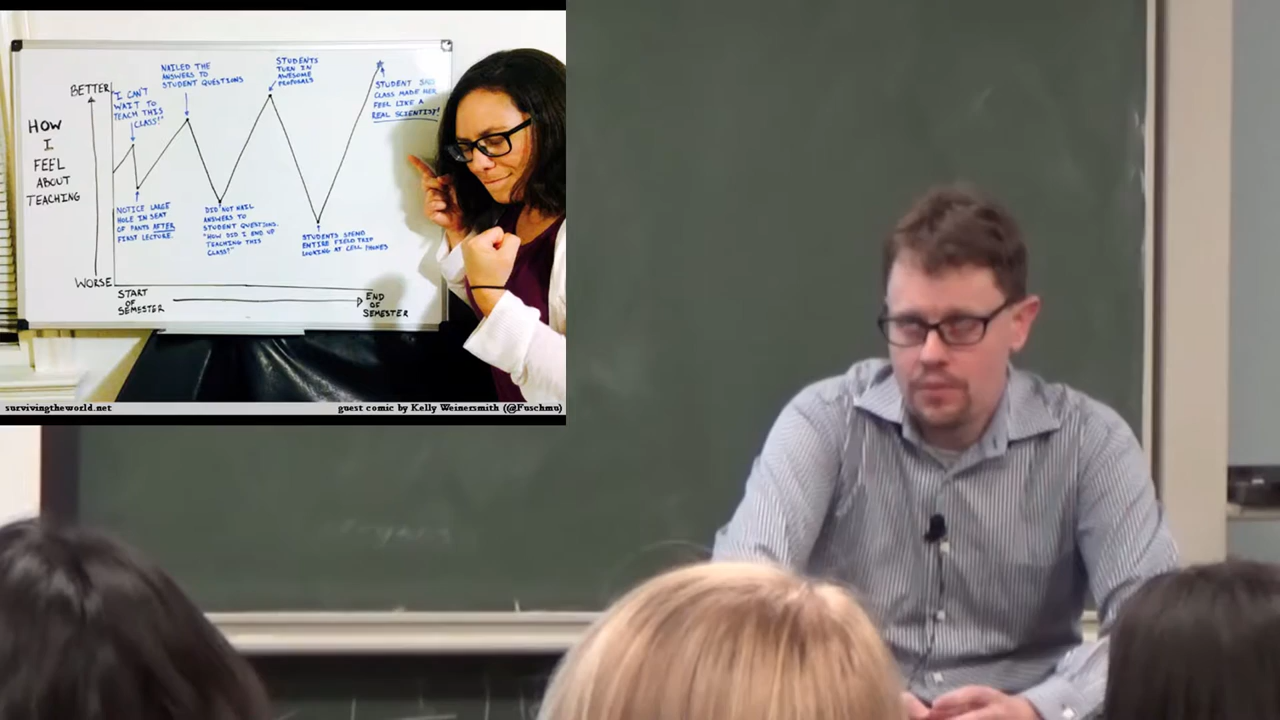 HOW
I
FEEL
ABOUT
TEACHING
BETTER
WORSE
"I CAN'T
WAIT TO
TEACH THIS
CLASS!"
NAILED THE
ANSWERS TO
STUDENT QUESTIONS
STUDENTS
TURN IN
AWESOME
PROPOSALS
STUDENT SAID
CLASS MADE HER
FEEL LIKE A
REAL SCIENTIST!
NOTICE LARGE
HOLE IN SEAT
OF PANTS AFTER
FIRST LECTURE.
DID NOT NAIL
ANSWERS TO
STUDENT QUESTIONS.
"HOW DID I END UP
TEACHING THIS
CLASS!"
STUDENTS SPEND
ENTIRE FIELD TRIP
LOOKING AT CELL PHONES
START
OF
SEMESTER
END
OF
SEMESTER
survivingtheworld.net
guest comic by Kelly Weinersmith (@Fuschmu)